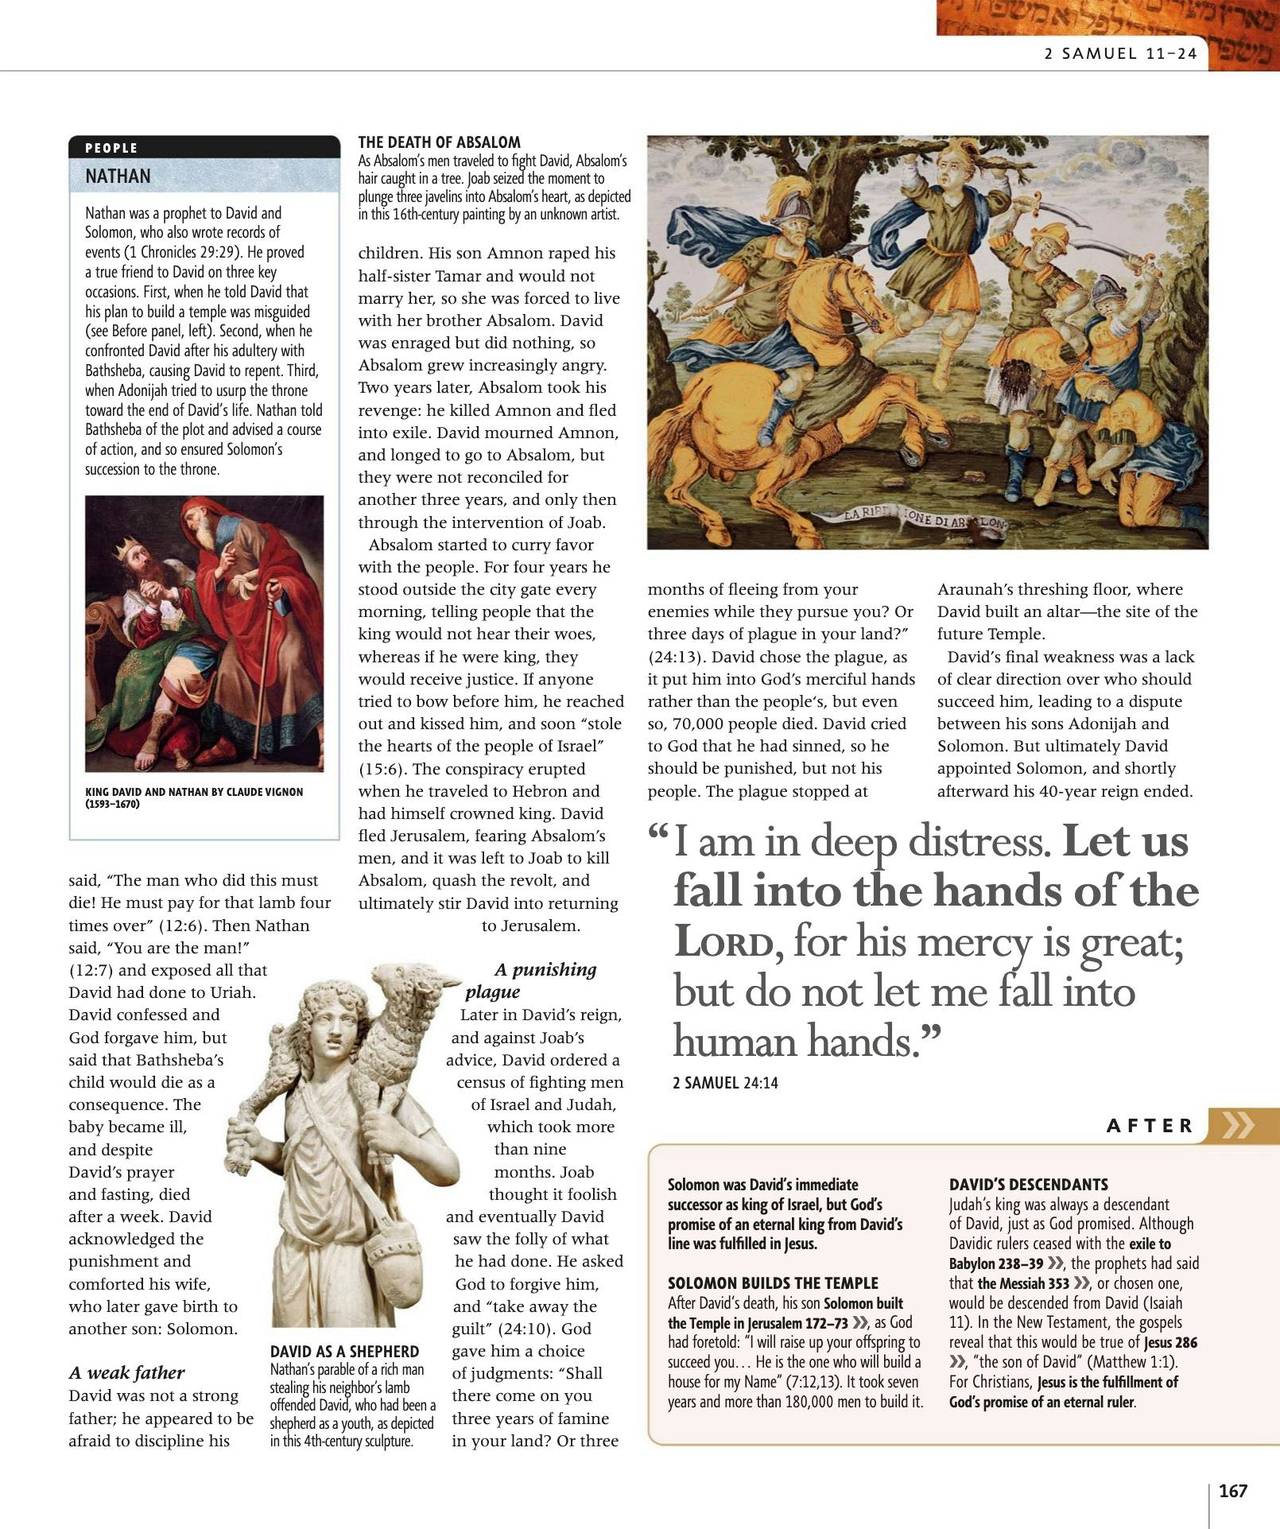 2 SAMUEL 11–24
PEOPLE
NATHAN
Nathan was a prophet to David and
Solomon, who also wrote records of
events (1 Chronicles 29:29). He proved
a true friend to David on three key
occasions. First, when he told David that
his plan to build a temple was misguided
(see Before panel, left). Second, when he
confronted David after his adultery with
Bathsheba, causing David to repent. Third,
when Adonijah tried to usurp the throne
toward the end of David’s life. Nathan told
Bathsheba of the plot and advised a course
of action, and so ensured Solomon’s
succession to the throne.
KING DAVID AND NATHAN BY CLAUDE VIGNON
(1593–1670)
said, “The man who did this must
die! He must pay for that lamb four
times over” (12:6). Then Nathan
said, “You are the man!”
(12:7) and exposed all that
David had done to Uriah.
David confessed and
God forgave him, but
said that Bathsheba’s
child would die as a
consequence. The
baby became ill,
and despite
David’s prayer
and fasting, died
after a week. David
acknowledged the
punishment and
comforted his wife,
who later gave birth to
another son: Solomon.
A weak father
David was not a strong
father; he appeared to be
afraid to discipline his
DAVID AS A SHEPHERD
Nathan’s parable of a rich man
stealing his neighbor’s lamb
offended David, who had been a
shepherd as a youth, as depicted
in this 4th-century sculpture.
THE DEATH OF ABSALOM
As Absalom’s men traveled to fight David, Absalom’s
hair caught in a tree. Joab seized the moment to
plunge three javelins into Absalom’s heart, as depicted
in this 16th-century painting by an unknown artist.
children. His son Amnon raped his
half-sister Tamar and would not
marry her, so she was forced to live
with her brother Absalom. David
was enraged but did nothing, so
Absalom grew increasingly angry.
Two years later, Absalom took his
revenge: he killed Amnon and fled
into exile. David mourned Amnon,
and longed to go to Absalom, but
they were not reconciled for
another three years, and only then
through the intervention of Joab.
Absalom started to curry favor
with the people. For four years he
stood outside the city gate every
morning, telling people that the
king would not hear their woes,
whereas if he were king, they
would receive justice. If anyone
tried to bow before him, he reached
out and kissed him, and soon “stole
the hearts of the people of Israel”
(15:6). The conspiracy erupted
when he traveled to Hebron and
had himself crowned king. David
fled Jerusalem, fearing Absalom’s
men, and it was left to Joab to kill
Absalom, quash the revolt, and
ultimately stir David into returning
to Jerusalem.
A punishing
plague
Later in David’s reign,
and against Joab’s
advice, David ordered a
census of fighting men
of Israel and Judah,
which took more
than nine
months. Joab
thought it foolish
and eventually David
saw the folly of what
he had done. He asked
God to forgive him,
and “take away the
guilt” (24:10). God
gave him a choice
of judgments: “Shall
there come on you
three years of famine
in your land? Or three
months of fleeing from your
enemies while they pursue you? Or
three days of plague in your land?”
(24:13). David chose the plague, as
it put him into God’s merciful hands
rather than the people‘s, but even
so, 70,000 people died. David cried
to God that he had sinned, so he
should be punished, but not his
people. The plague stopped at
Araunah’s threshing floor, where
David built an altar—the site of the
future Temple.
David’s final weakness was a lack
of clear direction over who should
succeed him, leading to a dispute
between his sons Adonijah and
Solomon. But ultimately David
appointed Solomon, and shortly
afterward his 40-year reign ended.
“I am in deep distress. Let us
fall into the hands of the
LORD, for his mercy is great;
but do not let me fall into
human hands.”
2 SAMUEL 24:14
AFTER
Solomon was David’s immediate
successor as king of Israel, but God’s
promise of an eternal king from David’s
line was fulfilled in Jesus.
SOLOMON BUILDS THE TEMPLE
After David’s death, his son Solomon built
the Temple in Jerusalem 172–73 ❯❯, as God
had foretold: “I will raise up your offspring to
succeed you… He is the one who will build a
house for my Name” (7:12,13). It took seven
years and more than 180,000 men to build it.
DAVID’S DESCENDANTS
Judah’s king was always a descendant
of David, just as God promised. Although
Davidic rulers ceased with the exile to
Babylon 238–39 ❯❯, the prophets had said
that the Messiah 353 ❯❯, or chosen one,
would be descended from David (Isaiah
11). In the New Testament, the gospels
reveal that this would be true of Jesus 286
❯❯, “the son of David” (Matthew 1:1).
For Christians, Jesus is the fulfillment of
God’s promise of an eternal ruler.
167